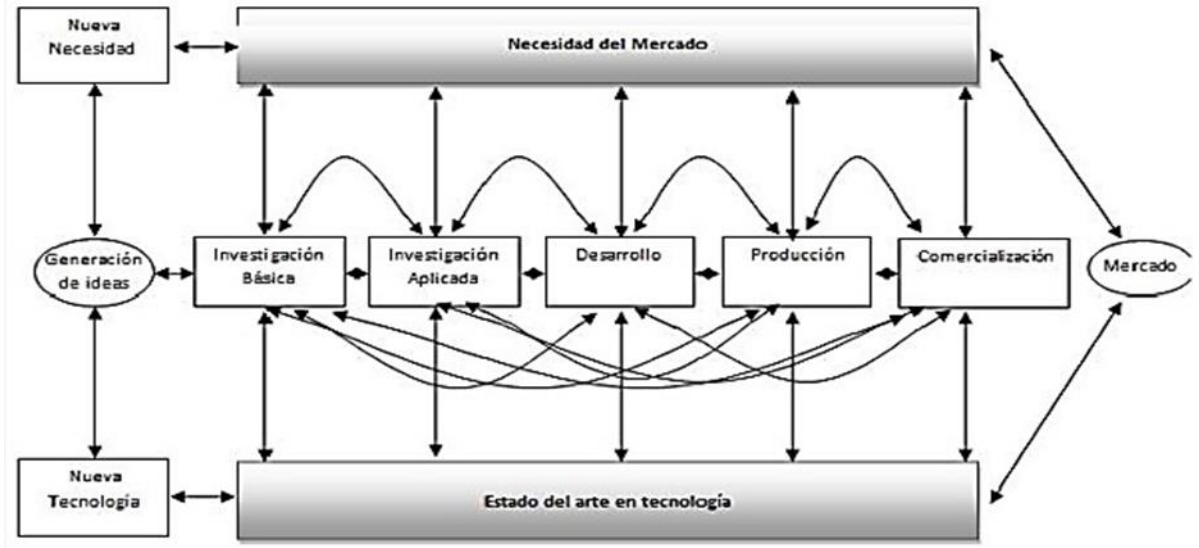 Nueva
Necesidad
Necesidad del Mercado
Generación
de ideas
Investigación
Básica
Investigación
Aplicada
Desarrollo
Producción
Comercialización
Mercado
Nueva
Tecnología
Estado del arte en tecnología